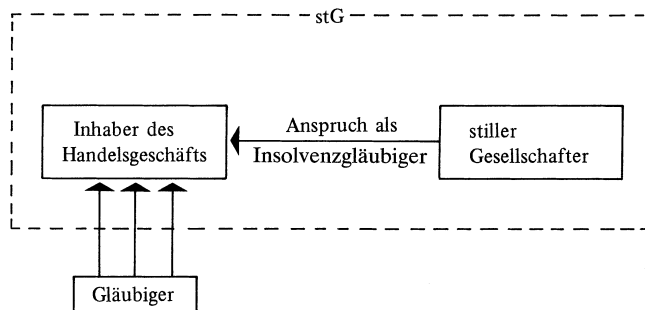 stG
Inhaber des
Handelsgeschäfts
Anspruch als
Insolvenzgläubiger
stiller
Gesellschafter
Gläubiger